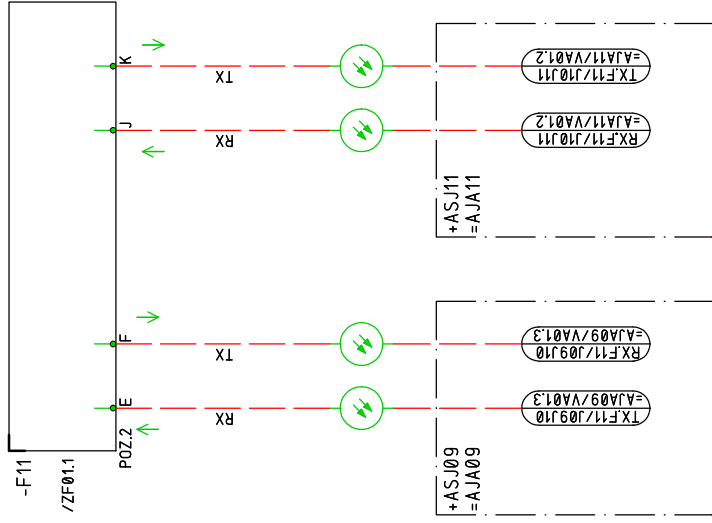 K
TX
TX.F11/J10J11
=AJA11/VA01.2
J
RX
RX.F11/J10J11
=AJA11/VA01.2
+ASJ11
=AJA11
F
TX
RX.F11/J09J10
=AJA09/VA01.3
E
RX
TX.F11/J09J10
=AJA09/VA01.3
POZ.2
-F11
/ZF01.1
+ASJ09
=AJA09